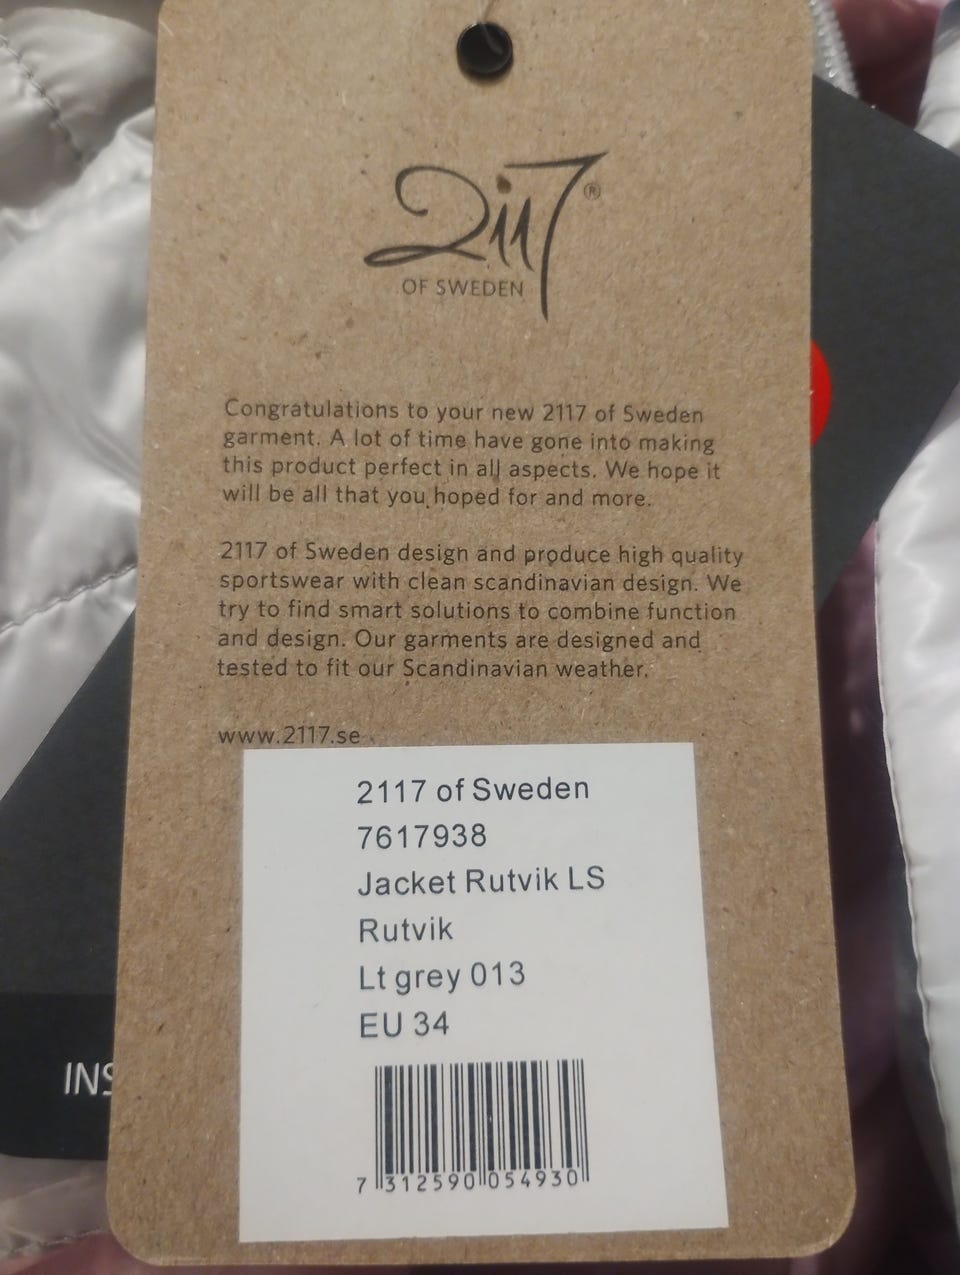 2117®
OF SWEDEN
Congratulations to your new 2117 of Sweden
garment. A lot of time have gone into making
this product perfect in all aspects. We hope it
will be all that you hoped for and more.
2117 of Sweden design and produce high quality
sportswear with clean scandinavian design. We
try to find smart solutions to combine function
and design. Our garments are designed and
tested to fit our Scandinavian weather.
www.2117.se
2117 of Sweden
7617938
Jacket Rutvik LS
Rutvik
Lt grey 013
EU 34
INS
7 312590 054930